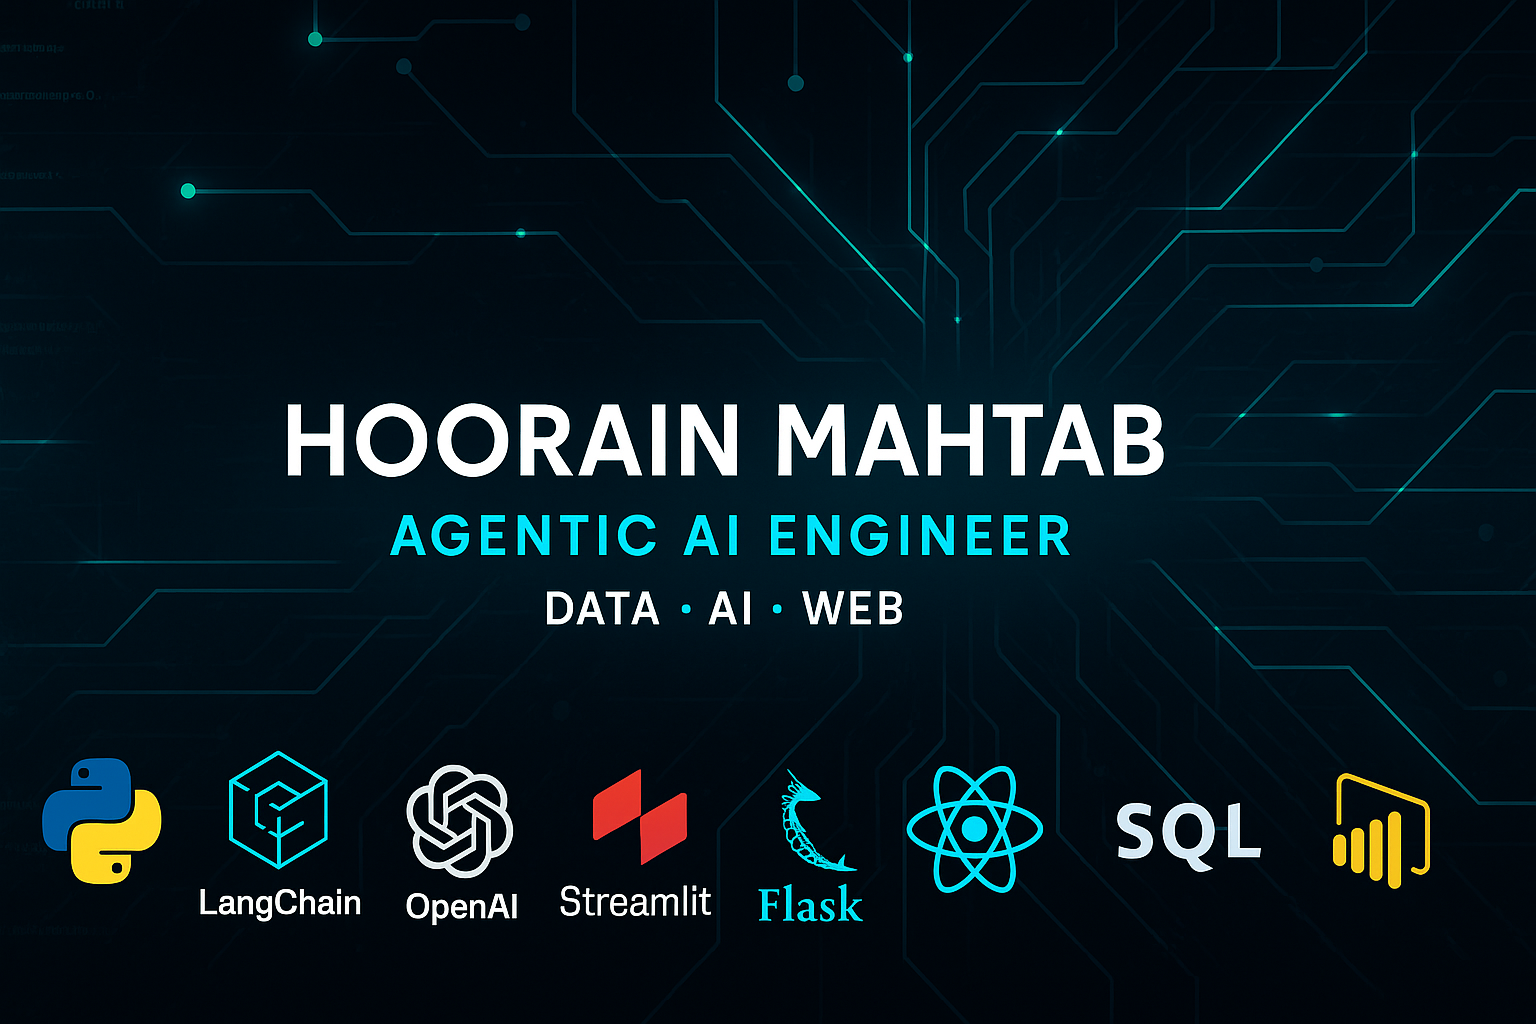 HOORAIN MAHTAB
AGENTIC AI ENGINEER
DATA · AI · WEB
LangChain
OpenAI
Streamlit
Flask
SQL